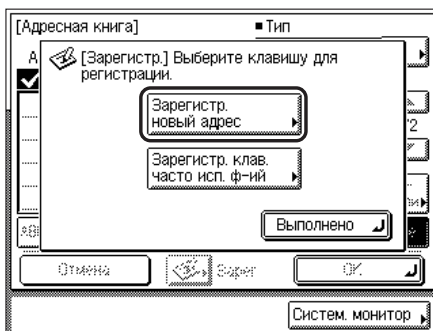 [Адресная книга]
■ Тип
А
[Зарегистр.] Выберите клавишу для
регистрации.
Зарегистр.
новый адрес
Зарегистр. клав.
часто исп. ф-ий
Выполнено
Отмена
Зарег
OK
Систем. монитор